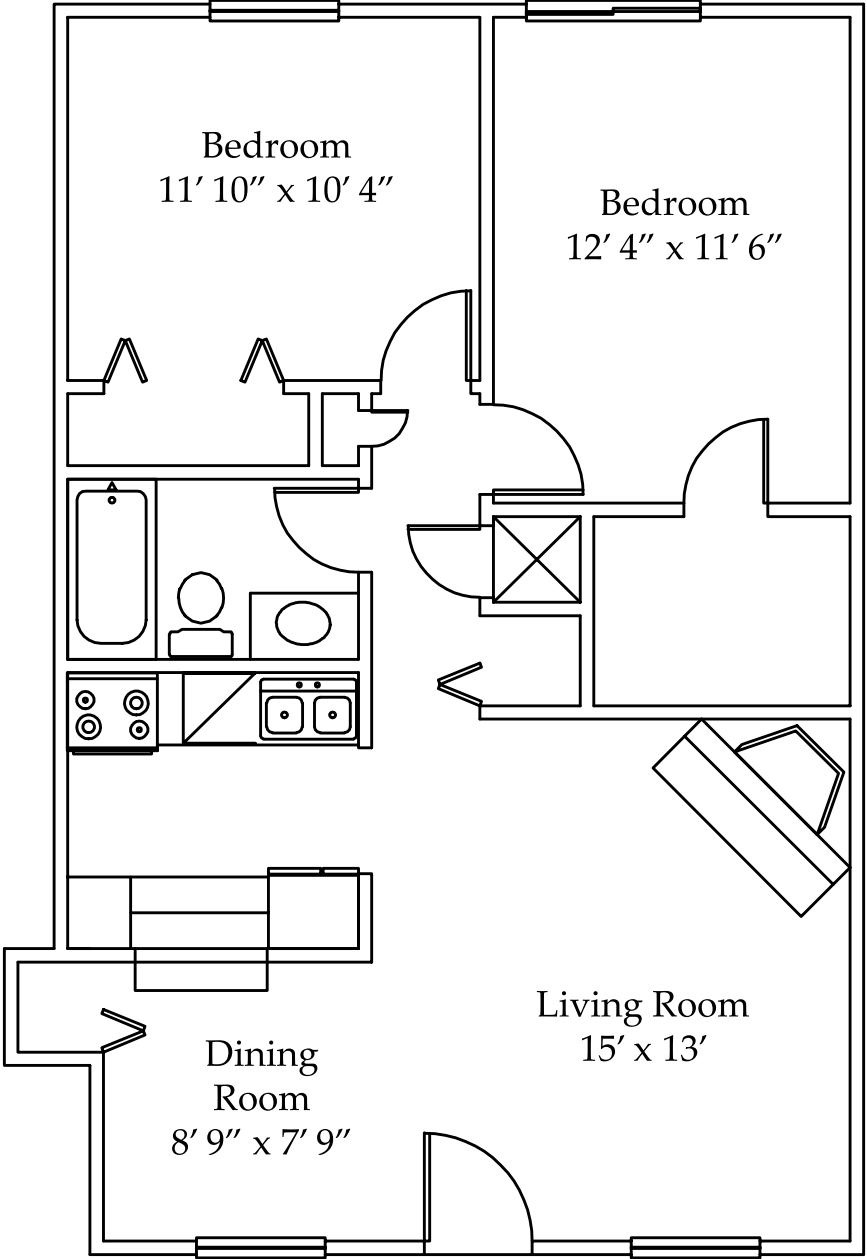 Bedroom
11′ 10″ x 10′ 4″
Bedroom
12′ 4″ x 11′ 6″
Living Room
15′ x 13′
Dining
Room
8′ 9″ x 7′ 9″